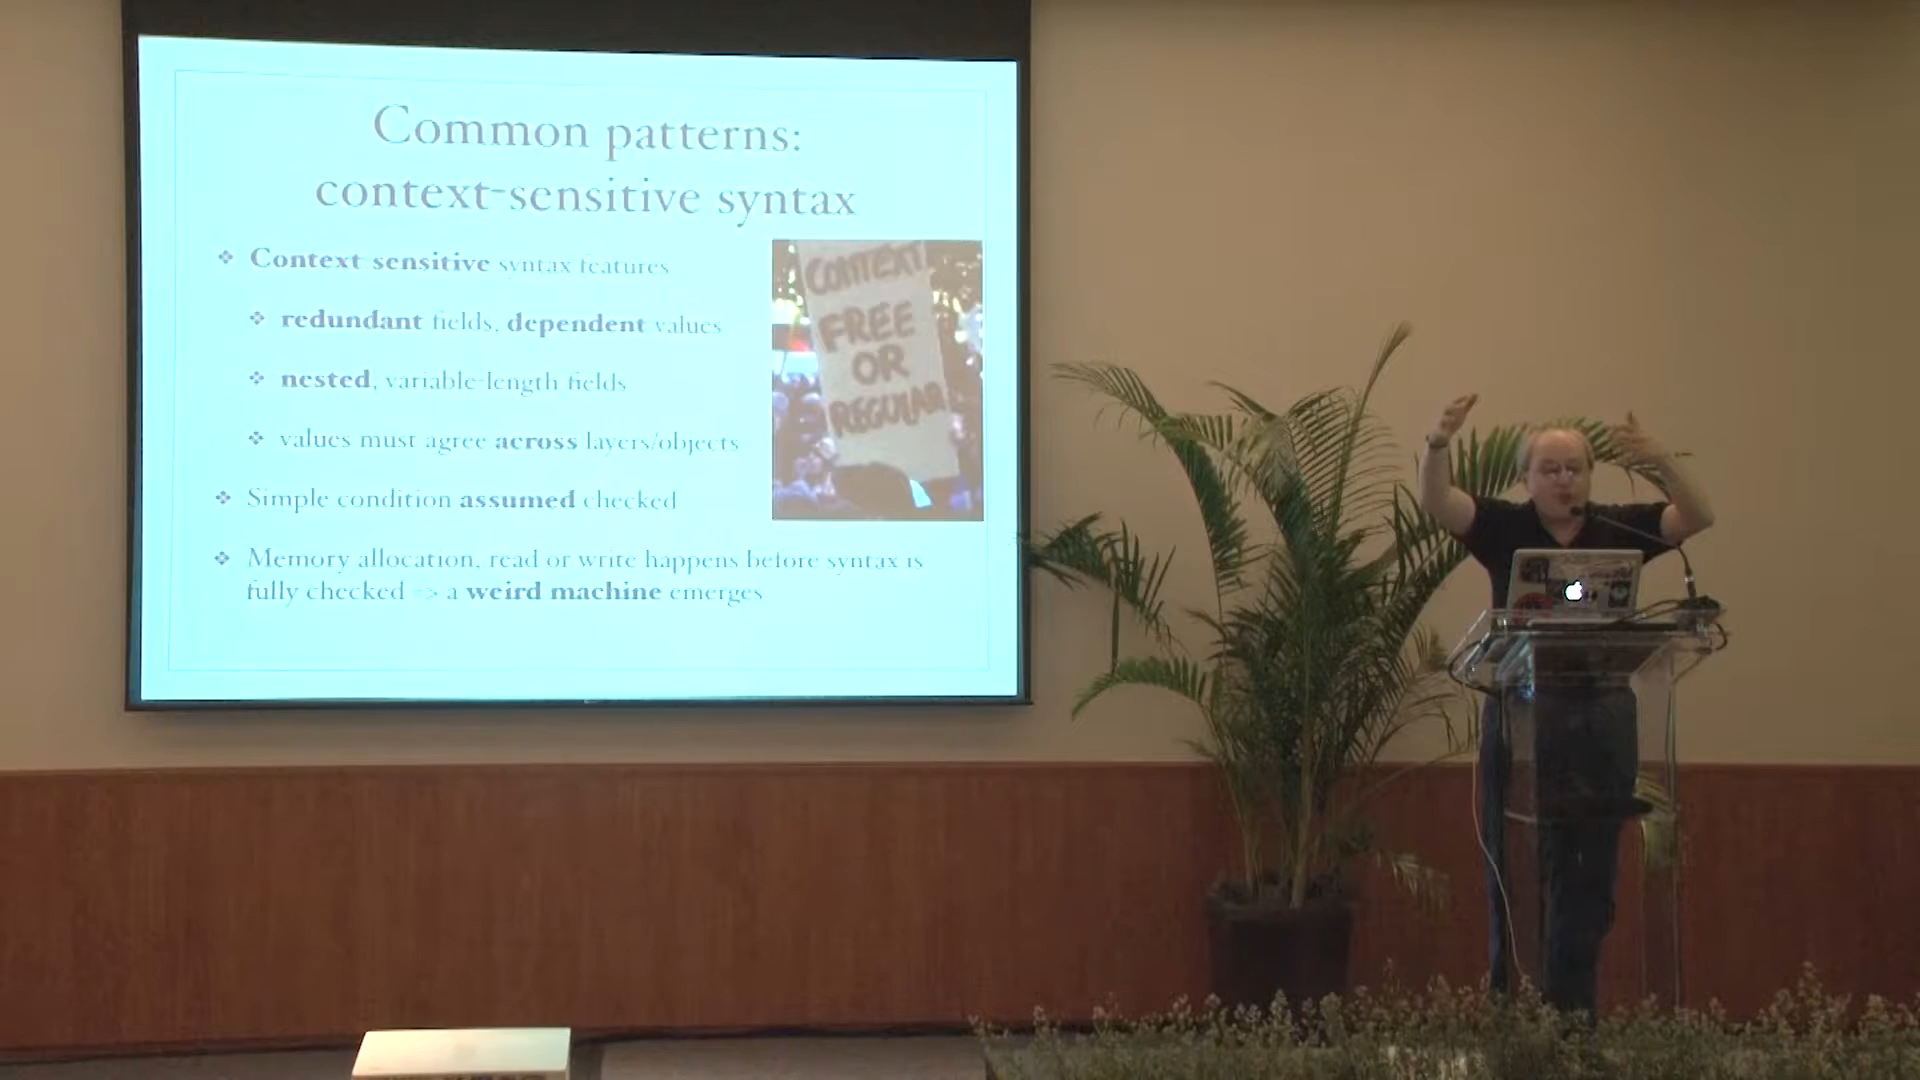 Common patterns:
context-sensitive syntax
Context sensitive syntax features
redundant fields, dependent values
nested, variable-length fields
values must agree across layers/objects
Simple condition assumed checked
Memory allocation, read or write happens before syntax is
fully checked => a weird machine emerges
CONTEXT
FREE
OR
REGULAR